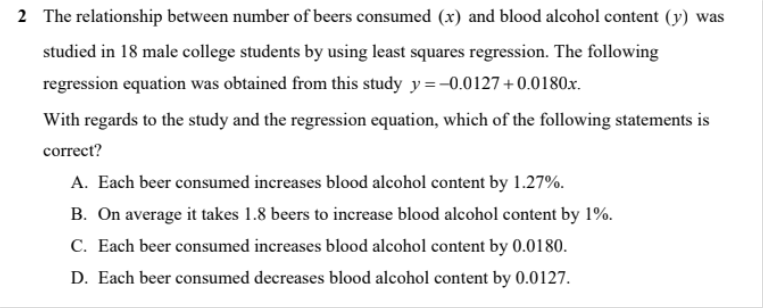 2 The relationship between number of beers consumed (x) and blood alcohol content (y) was
studied in 18 male college students by using least squares regression. The following
regression equation was obtained from this study y = –0.0127 + 0.0180x.
With regards to the study and the regression equation, which of the following statements is
correct?
A. Each beer consumed increases blood alcohol content by 1.27%.
B. On average it takes 1.8 beers to increase blood alcohol content by 1%.
C. Each beer consumed increases blood alcohol content by 0.0180.
D. Each beer consumed decreases blood alcohol content by 0.0127.